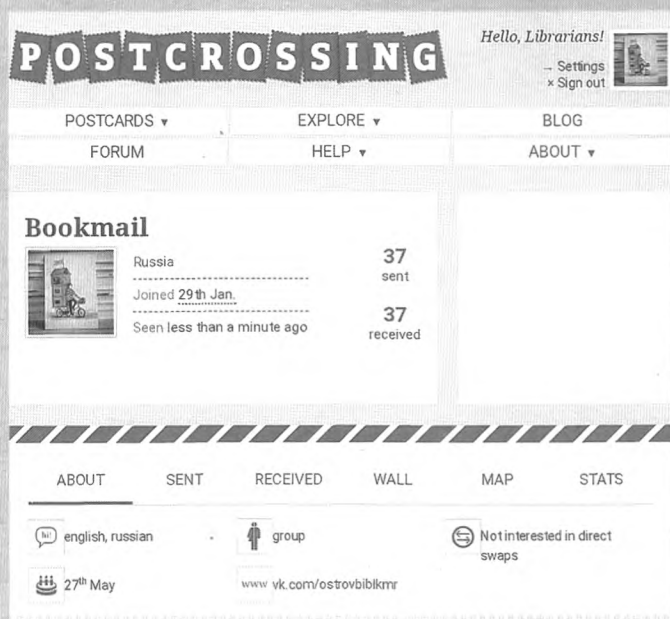 POSTCROSSING
Hello, Librarians!
→ Settings
× Sign out
POSTCARDS ▾
EXPLORE ▾
BLOG
FORUM
HELP ▾
ABOUT ▾
Bookmail
Russia
Joined 29th Jan.
Seen less than a minute ago
37
sent
37
received
ABOUT
SENT
RECEIVED
WALL
MAP
STATS
hi!
english, russian
group
Not interested in direct
swaps
27th May
www vk.com/ostrovbiblkmr